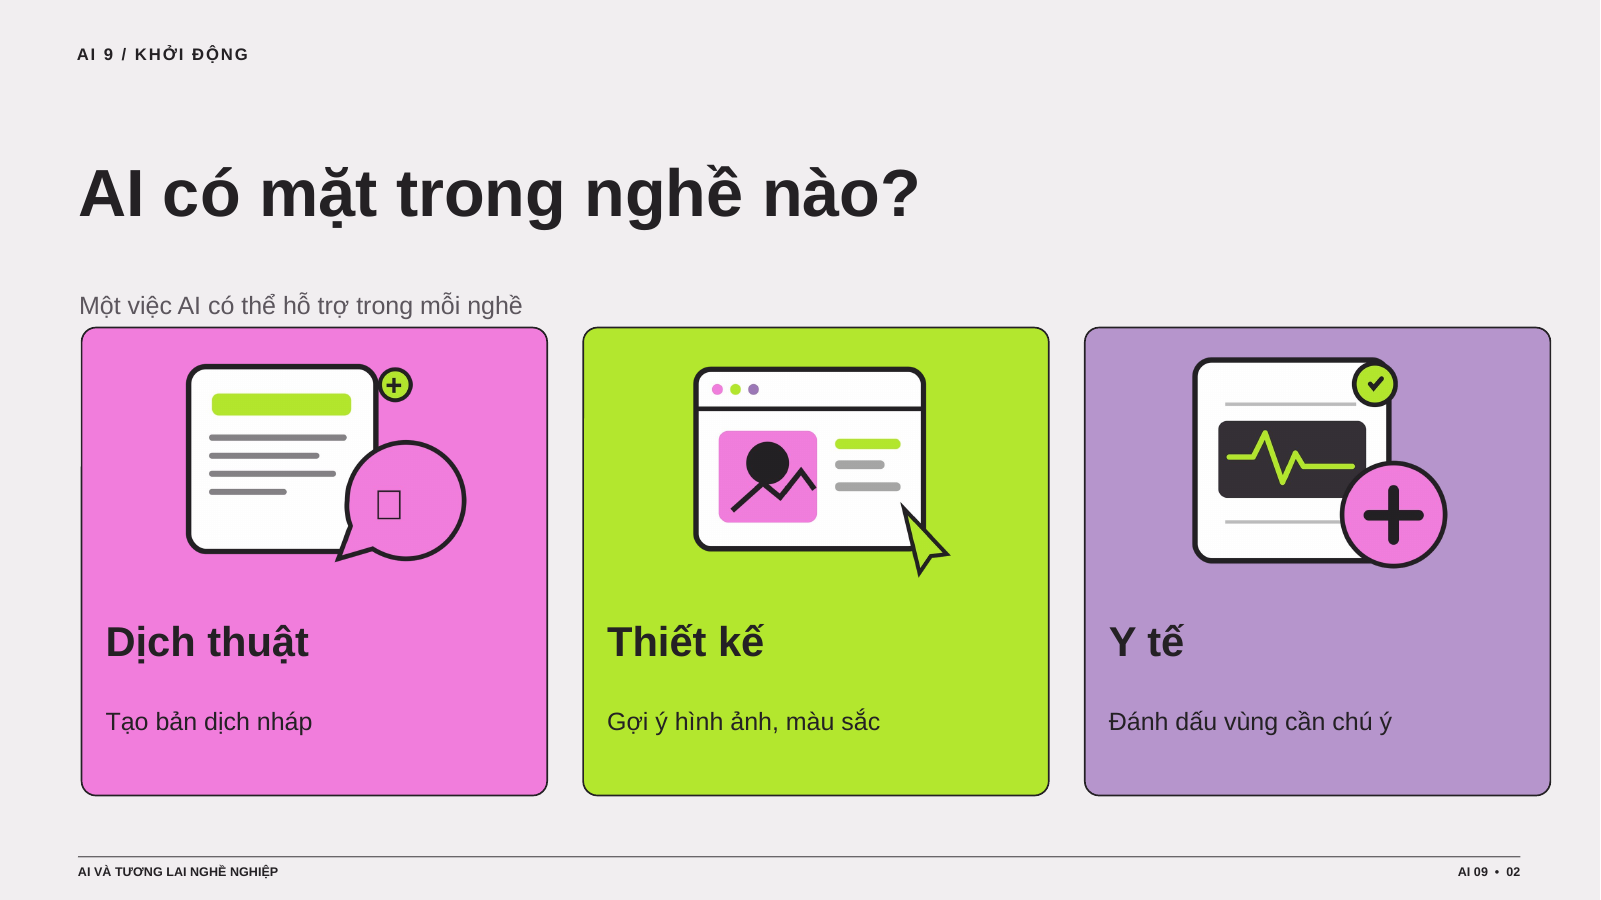 AI 9 / KHỞI ĐỘNG
AI có mặt trong nghề nào?
Một việc AI có thể hỗ trợ trong mỗi nghề
Dịch thuật
Tạo bản dịch nháp
Thiết kế
Gợi ý hình ảnh, màu sắc
Y tế
Đánh dấu vùng cần chú ý
AI VÀ TƯƠNG LAI NGHỀ NGHIỆP
AI 09 • 02